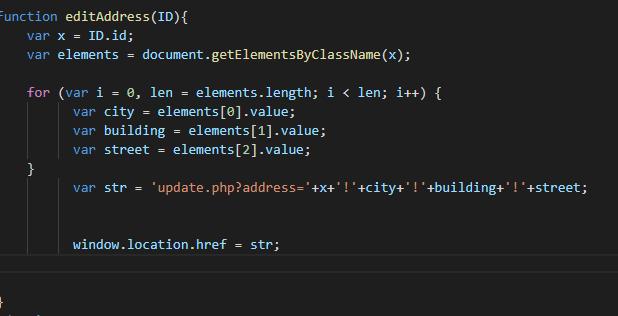 function editAddress(ID){
var x = ID.id;
var elements = document.getElementsByClassName(x);
for (var i = 0, len = elements.length; i < len; i++) {
var city = elements[0].value;
var building = elements[1].value;
var street = elements[2].value;
}
var str = 'update.php?address='+x+'!'+city+'!'+building+'!'+street;
window.location.href = str;
}